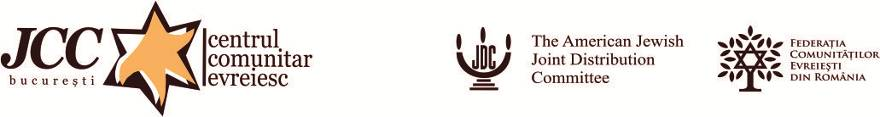 JCC
bucurești
centrul
comunitar
evreiesc
JDC
The American Jewish
Joint Distribution
Committee
Federația
Comunităților
Evreiești
din România